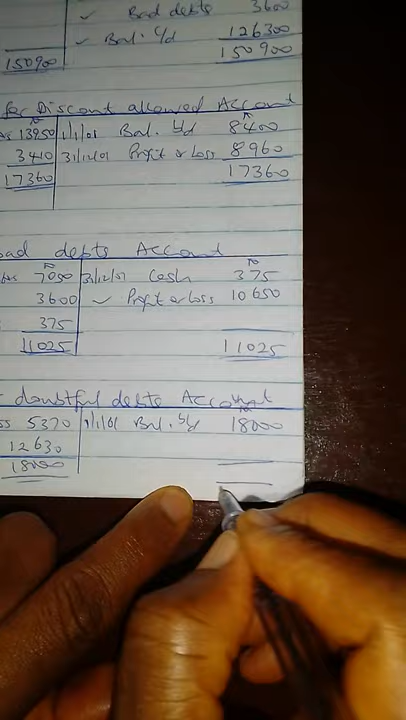 ✓ Bad debts 3600
✓ Bal. c/d 126300
150900 150900
for Discount allowed Account
13950 1/1/01 Bal. b/d 8400
3410 31/12/01 Profit or Loss 8960
17360 17360
debts Account
7050 31/12/01 Cash 375
3600 ✓ Profit or loss 10650
375
11025 11025
doubtful debts Account
5370 1/1/01 Bal. b/d 18000
12630
18000